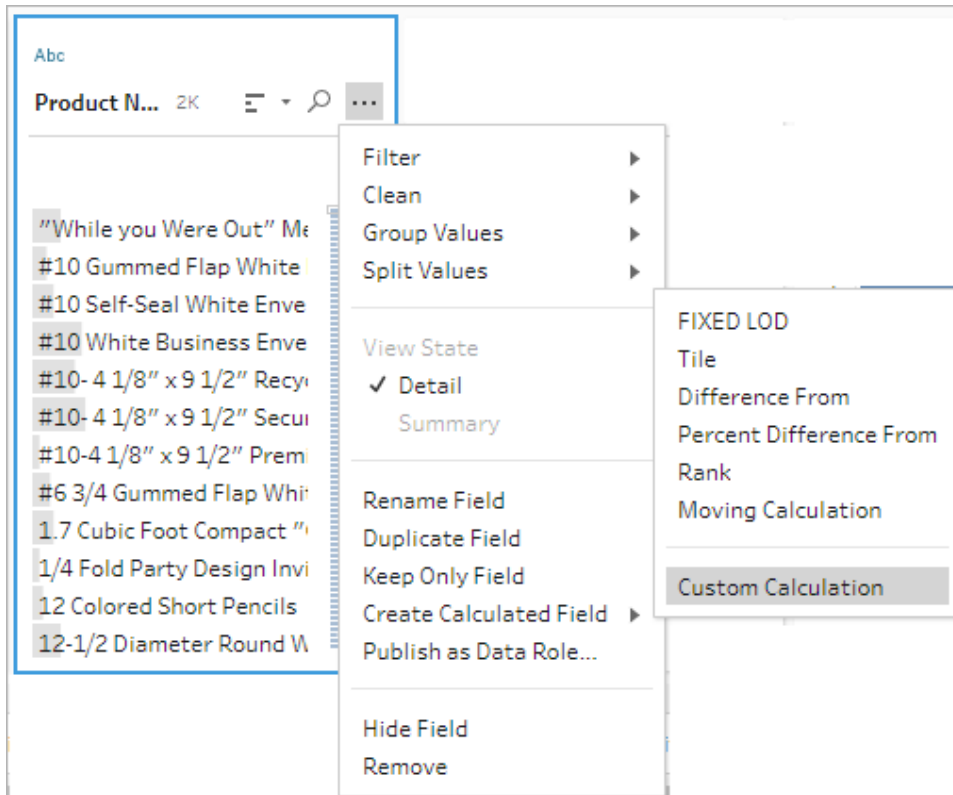 Abc
Product N... 2K
"While you Were Out" Me
#10 Gummed Flap White
#10 Self-Seal White Enve
#10 White Business Enve
#10- 4 1/8" x 9 1/2" Recy
#10- 4 1/8" x 9 1/2" Secu
#10-4 1/8" x 9 1/2" Premi
#6 3/4 Gummed Flap Whit
1.7 Cubic Foot Compact "
1/4 Fold Party Design Invi
12 Colored Short Pencils
12-1/2 Diameter Round W
Filter
Clean
Group Values
Split Values
View State
✓ Detail
Summary
Rename Field
Duplicate Field
Keep Only Field
Create Calculated Field
Publish as Data Role...
Hide Field
Remove
FIXED LOD
Tile
Difference From
Percent Difference From
Rank
Moving Calculation
Custom Calculation